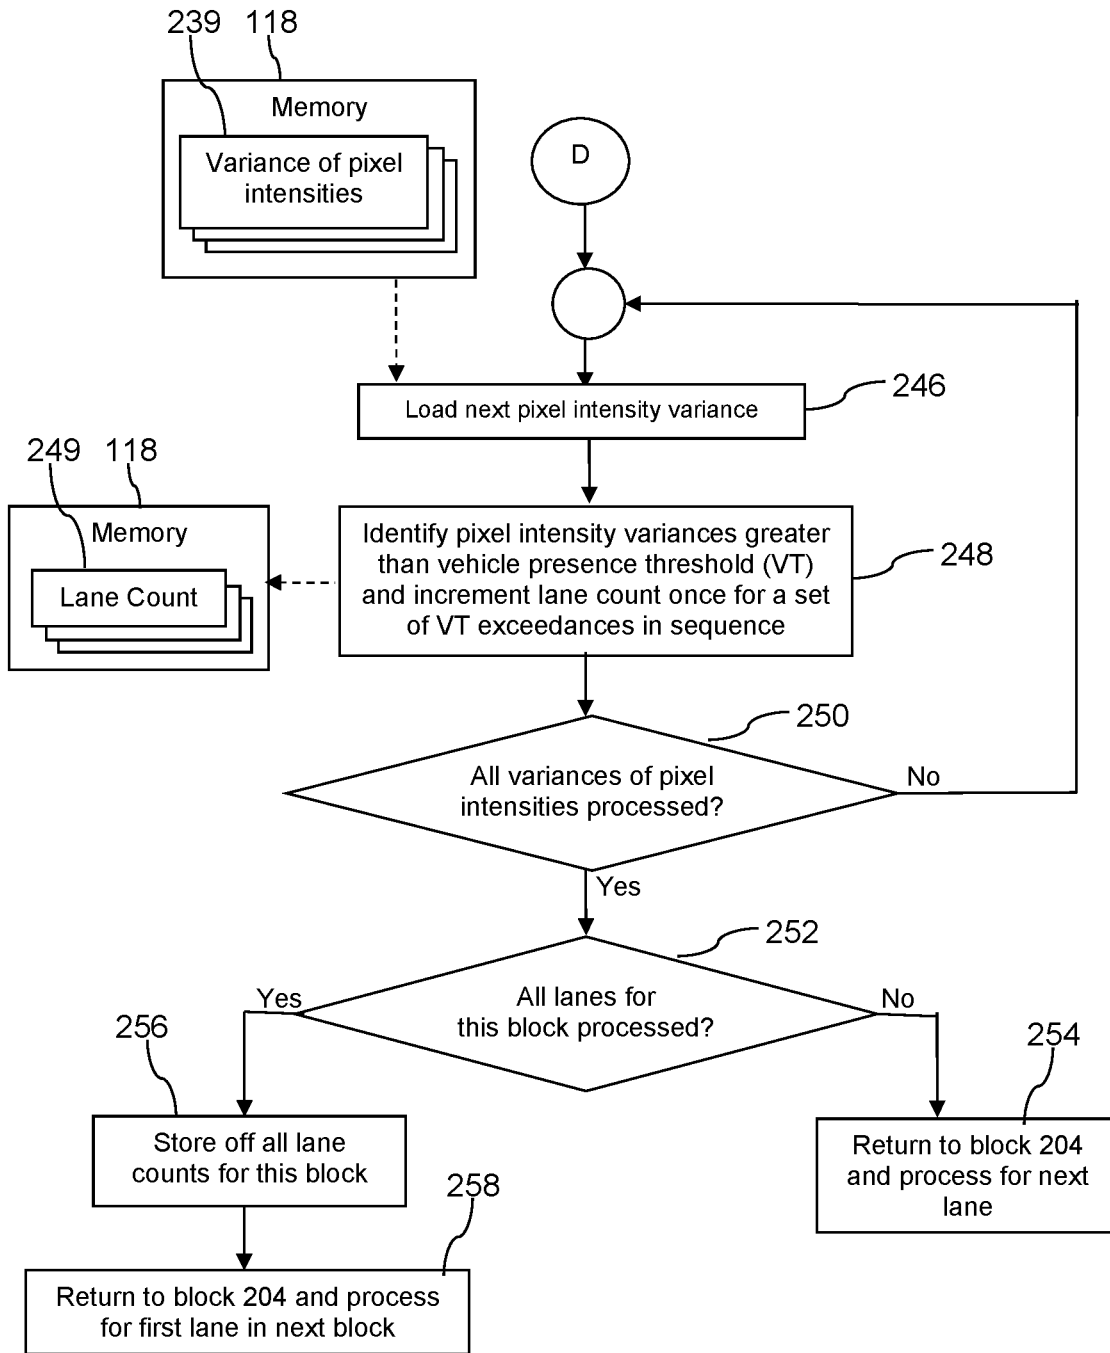 239
118
Memory
Variance of pixel
intensities
D
Load next pixel intensity variance
246
249
118
Memory
Lane Count
Identify pixel intensity variances greater
than vehicle presence threshold (VT)
and increment lane count once for a set
of VT exceedances in sequence
248
250
All variances of pixel
intensities processed?
No
Yes
252
All lanes for
this block processed?
Yes
No
256
254
Store off all lane
counts for this block
Return to block 204
and process for next
lane
258
Return to block 204 and process
for first lane in next block